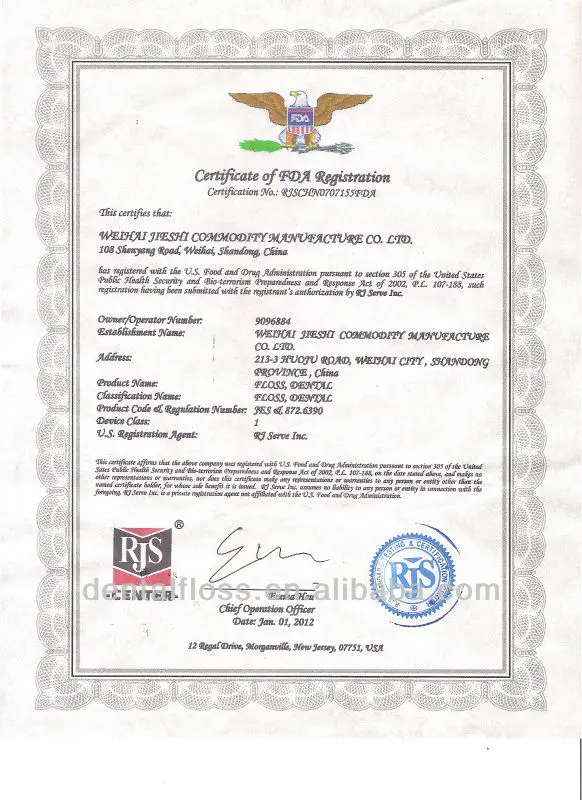 FDA
Certificate of FDA Registration
Certification No.: RJSCHN0707155FDA
This certifies that:
WEIHAI JIESHI COMMODITY MANUFACTURE CO. LTD.
108 Shenyang Road, Weihai, Shandong, China
has registered with the U.S. Food and Drug Administration pursuant to section 305 of the United States
Public Health Security and Bio-terrorism Preparedness and Response Act of 2002, P.L. 107-188, such
registration having been submitted with the registrant's authorization by RJ Serve Inc.
Owner/Operator Number: 9096884
Establishment Name: WEIHAI JIESHI COMMODITY MANUFACTURE
CO. LTD.
Address: 213-3 HUOJU ROAD, WEIHAI CITY , SHANDONG
PROVINCE , China
Product Name: FLOSS, DENTAL
Classification Name: FLOSS, DENTAL
Product Code & Regulation Number: JES & 872.6390
Device Class: 1
U.S. Registration Agent: RJ Serve Inc.
This certificate affirms that the above company was registered with U.S. Food and Drug Administration pursuant to section 305 of the United
Sates Public Health Security and Bio-terrorism Preparedness and Response Act of 2002, P.L. 107-188, on the date stated above, and makes no
other representations or warranties, nor does this certificate make any representations or warranties to any person or entity other than the
named certificate holder, for whose sole benefit it is issued. RJ Serve Inc. assumes no liability to any person or entity in connection with the
foregoing, RJ Serve Inc. is a private registration agent not affiliated with the U.S. Food and Drug Administration.
RJS ®
-CENTER-
TESTING & CERTIFICATION
RJS
dentalfloss.en.alibaba.com
Hsu
Chief Operation Officer
Date: Jan. 01, 2012
12 Regal Drive, Morganville, New Jersey, 07751, USA